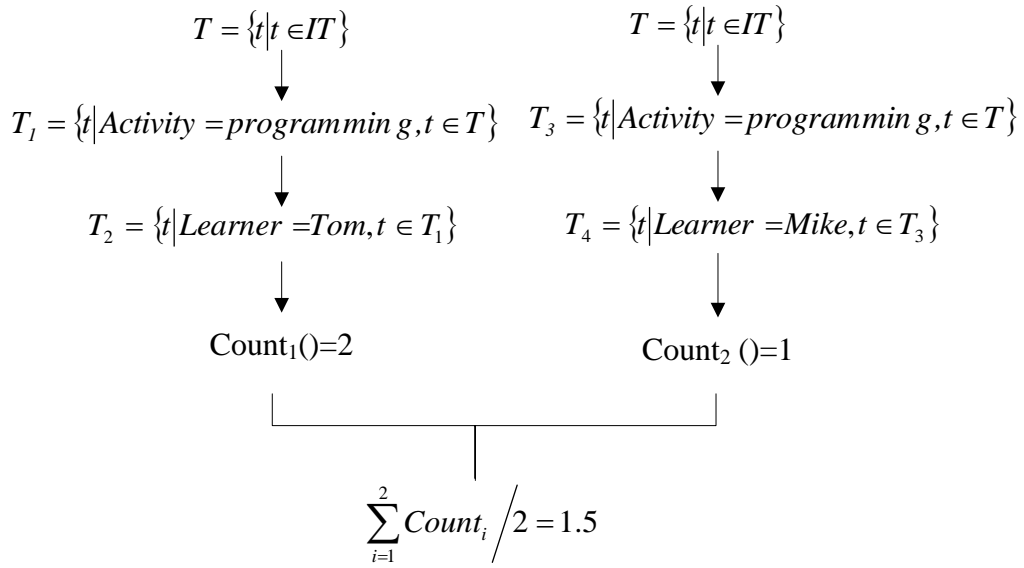 T = {t|t ∈ IT}
T = {t|t ∈ IT}
T₁ = {t|Activity = programmin g, t ∈ T}
T₃ = {t|Activity = programmin g, t ∈ T}
T₂ = {t|Learner = Tom, t ∈ T₁}
T₄ = {t|Learner = Mike, t ∈ T₃}
Count₁()=2
Count₂ ()=1
∑_{i=1}^{2} Count_i / 2 = 1.5